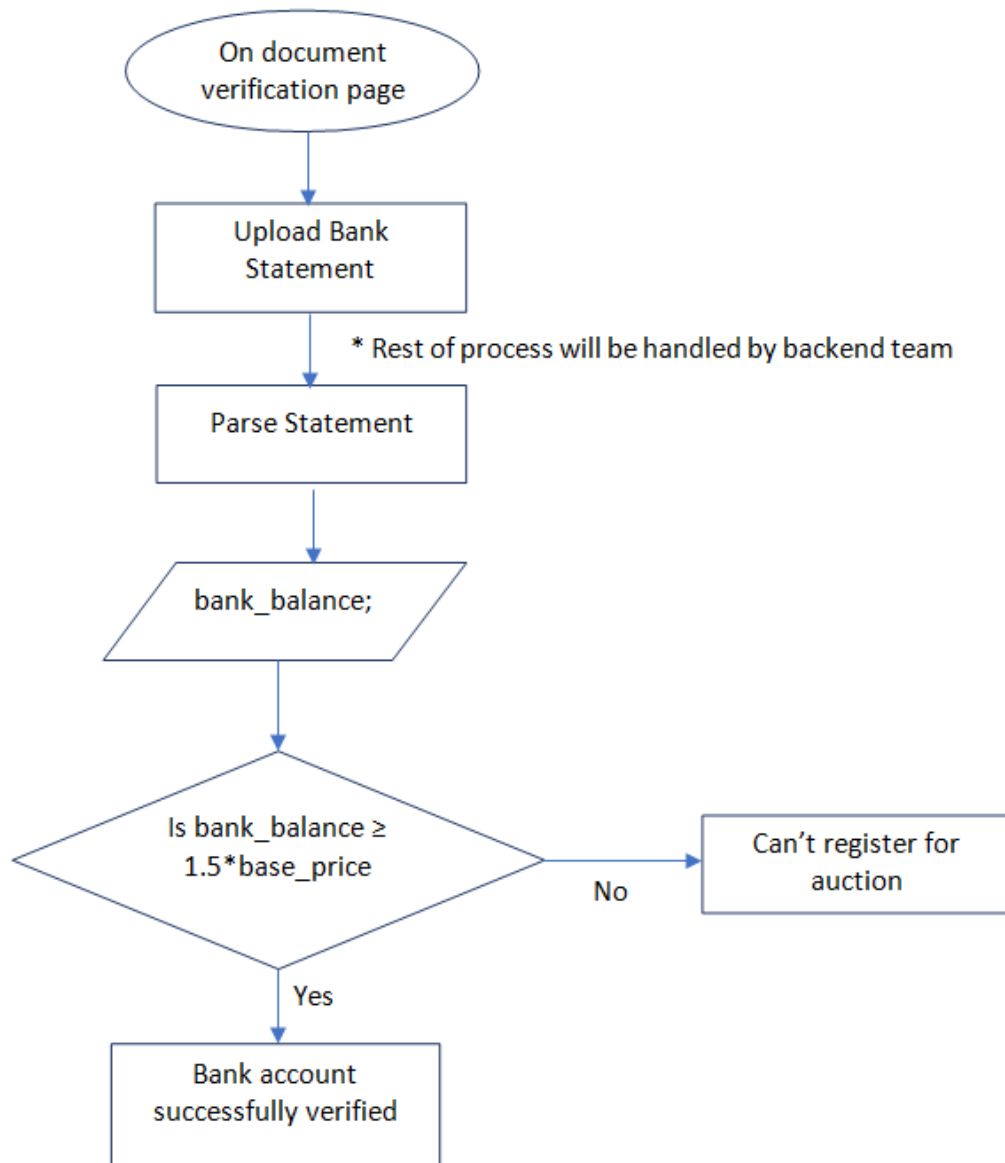 On document
verification page
Upload Bank
Statement
* Rest of process will be handled by backend team
Parse Statement
bank_balance;
Is bank_balance ≥
1.5*base_price
No
Can’t register for
auction
Yes
Bank account
successfully verified